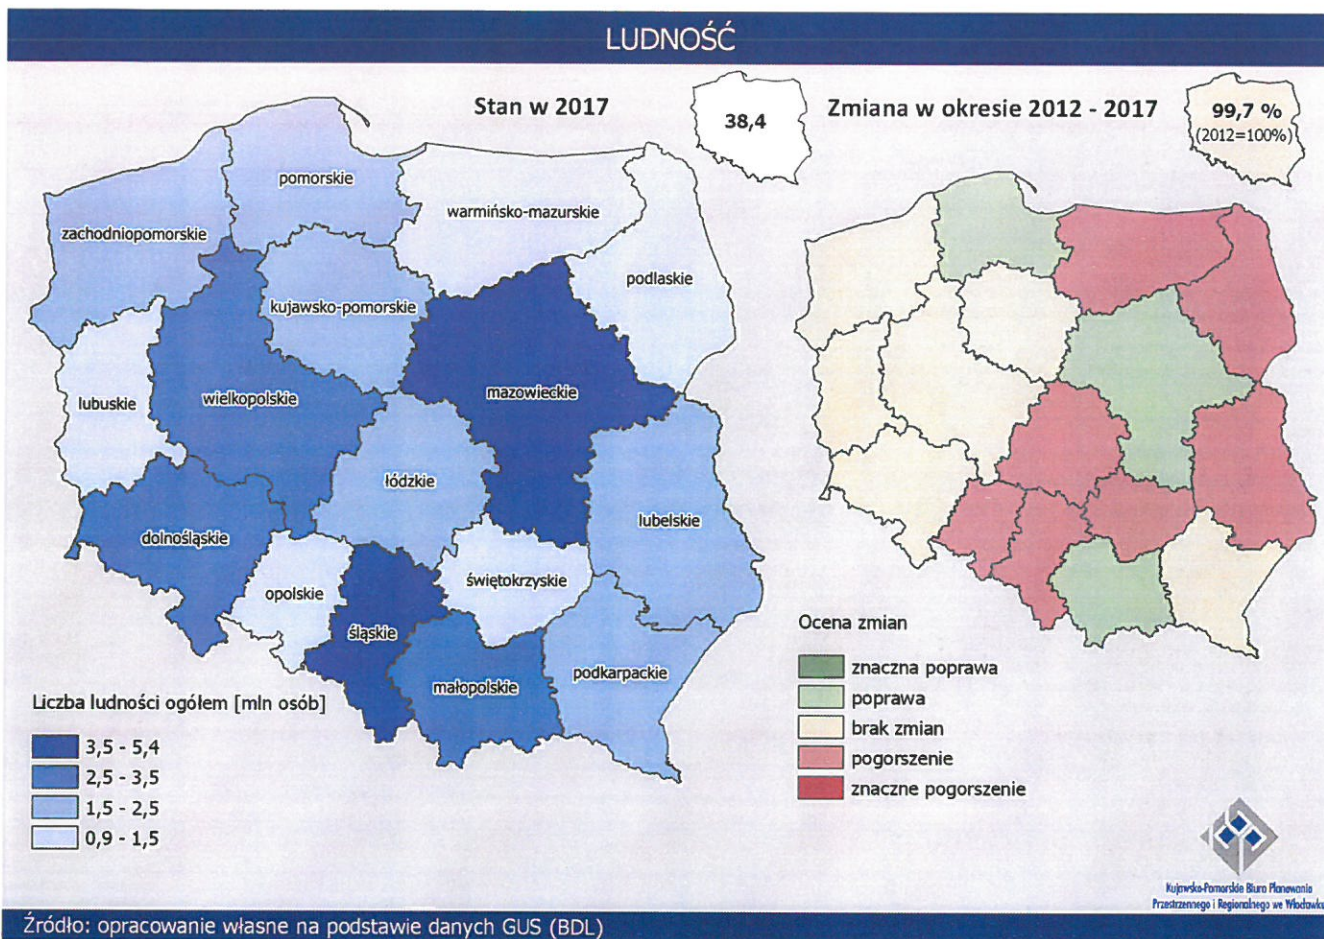 LUDNOŚĆ
Stan w 2017
38,4
Zmiana w okresie 2012 - 2017
99,7 %
(2012=100%)
pomorskie
warmińsko-mazurskie
zachodniopomorskie
podlaskie
kujawsko-pomorskie
lubuskie
wielkopolskie
mazowieckie
łódzkie
lubelskie
dolnośląskie
świętokrzyskie
opolskie
śląskie
małopolskie
podkarpackie
Liczba ludności ogółem [mln osób]
3,5 - 5,4
2,5 - 3,5
1,5 - 2,5
0,9 - 1,5
Ocena zmian
znaczna poprawa
poprawa
brak zmian
pogorszenie
znaczne pogorszenie
Kujawsko-Pomorskie Biuro Planowania
Przestrzennego i Regionalnego we Włocławku
Źródło: opracowanie własne na podstawie danych GUS (BDL)